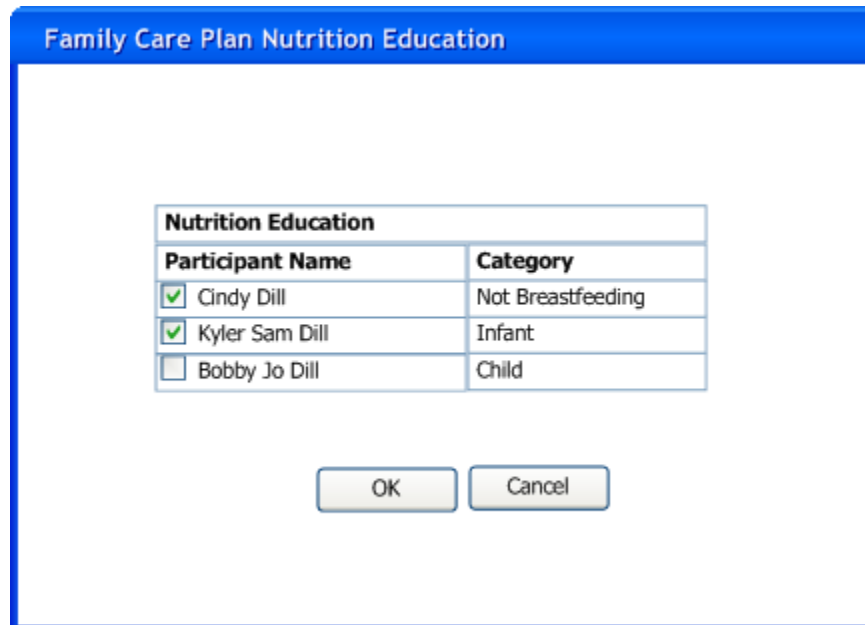 Family Care Plan Nutrition Education
Nutrition Education
Participant Name Category
Cindy Dill Not Breastfeeding
Kyler Sam Dill Infant
Bobby Jo Dill Child
OK Cancel